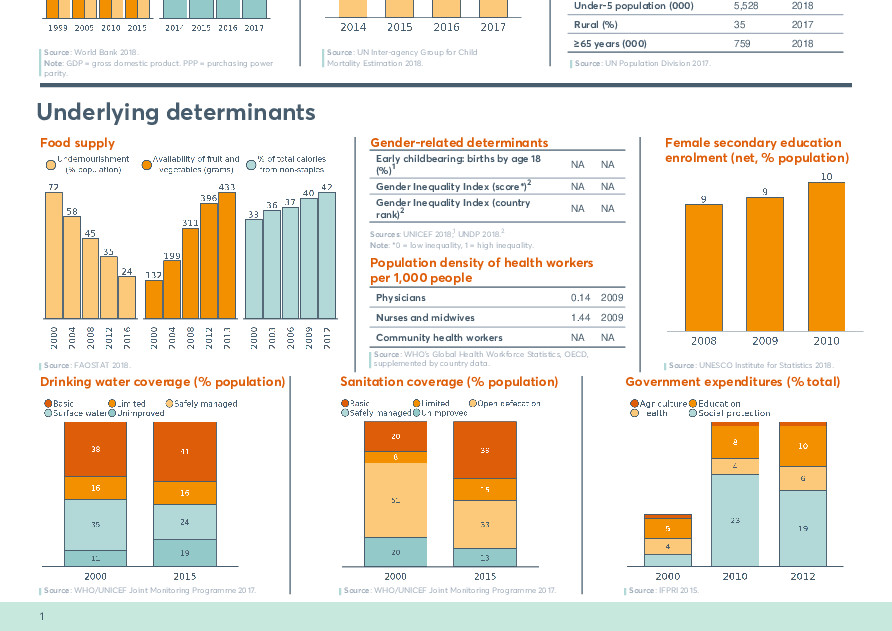 1999 2005 2010 2015
2014 2015 2016 2017
Source: World Bank 2018.
Note: GDP = gross domestic product. PPP = purchasing power
parity.
2014 2015 2016 2017
Source: UN Inter-agency Group for Child
Mortality Estimation 2018.
Under-5 population (000) 5,528 2018
Rural (%) 35 2017
≥65 years (000) 759 2018
Source: UN Population Division 2017.
Underlying determinants
Food supply
Undernourishment
(% population)
Availability of fruit and
vegetables (grams)
% of total calories
from non-staples
72 58 45 35 24
132 199 311 396 433
33 36 37 40 42
2000 2004 2008 2012 2016
2000 2004 2008 2012 2013
2001 2003 2006 2009 2012
Source: FAOSTAT 2018.
Gender-related determinants
Early childbearing: births by age 18
(%)1 NA NA
Gender Inequality Index (score*)2 NA NA
Gender Inequality Index (country
rank)2 NA NA
Sources: UNICEF 2018,1 UNDP 2018.2
Note: *0 = low inequality, 1 = high inequality.
Population density of health workers
per 1,000 people
Physicians 0.14 2009
Nurses and midwives 1.44 2009
Community health workers NA NA
Source: WHO's Global Health Workforce Statistics, OECD,
supplemented by country data.
Female secondary education
enrolment (net, % population)
9 9 10
2008 2009 2010
Source: UNESCO Institute for Statistics 2018.
Drinking water coverage (% population)
Basic Limited Safely managed
Surface water Unimproved
38 41
16 16
35 24
11 19
2000 2015
Source: WHO/UNICEF Joint Monitoring Programme 2017.
Sanitation coverage (% population)
Basic Limited Open defecation
Safely managed Unimproved
20 38
8 15
51 33
20 13
2000 2015
Source: WHO/UNICEF Joint Monitoring Programme 2017.
Government expenditures (% total)
Agriculture Education
Health Social protection
5 8 10
4 4 6
23 19
2000 2010 2012
Source: IFPRI 2015.
1